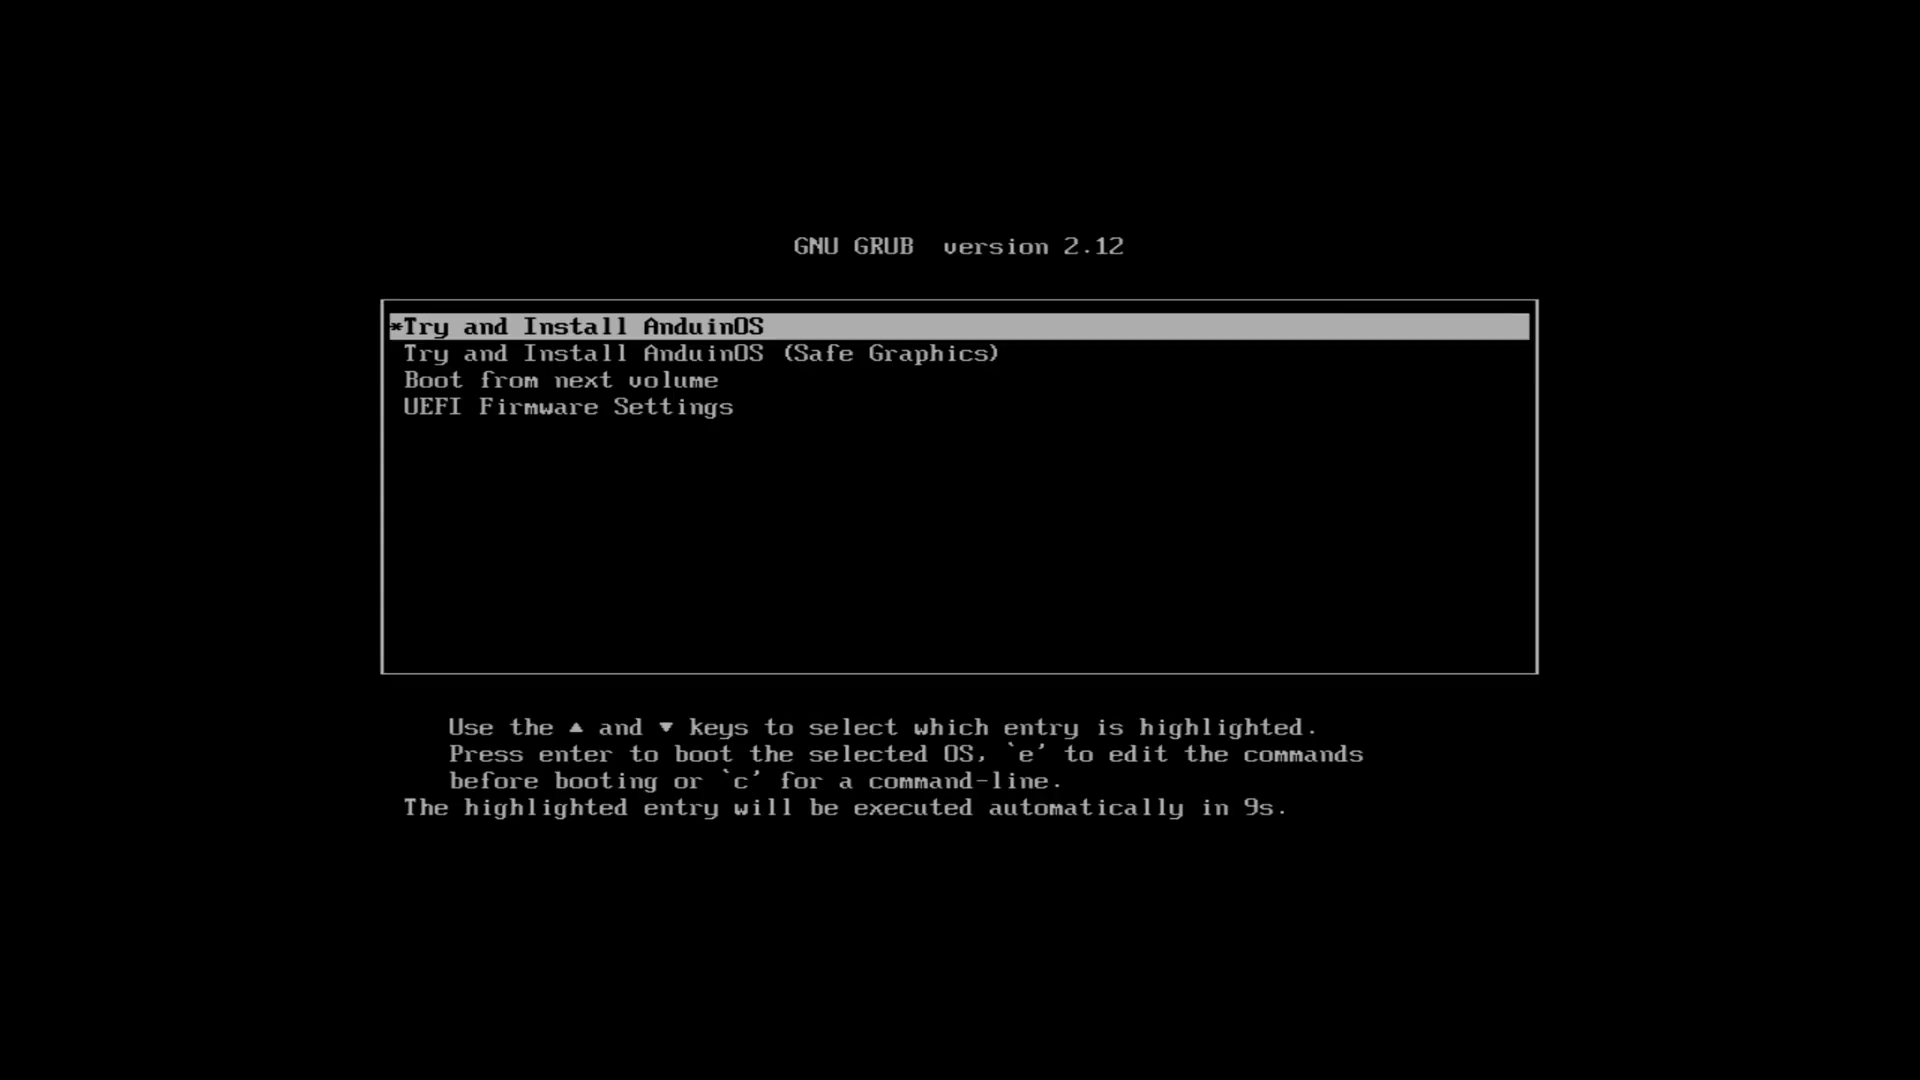 GNU GRUB  version 2.12
*Try and Install AnduinOS
Try and Install AnduinOS (Safe Graphics)
Boot from next volume
UEFI Firmware Settings
Use the ▲ and ▼ keys to select which entry is highlighted.
Press enter to boot the selected OS, `e' to edit the commands
before booting or `c' for a command-line.
The highlighted entry will be executed automatically in 9s.